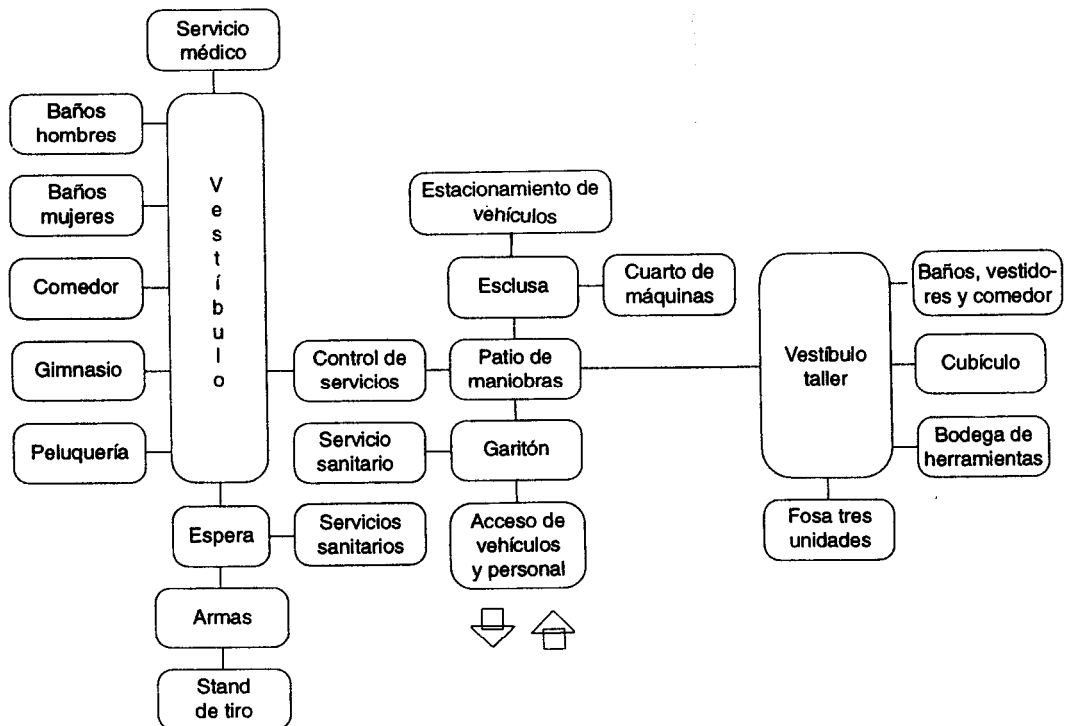 Servicio
médico
Baños
hombres
Baños
mujeres
Comedor
Gimnasio
Peluquería
Vestíbulo
Espera
Servicios
sanitarios
Armas
Stand
de tiro
Control de
servicios
Servicio
sanitario
Estacionamiento de
vehículos
Esclusa
Cuarto de
máquinas
Patio de
maniobras
Garitón
Acceso de
vehículos
y personal
Vestíbulo
taller
Baños, vestido-
res y comedor
Cubículo
Bodega de
herramientas
Fosa tres
unidades